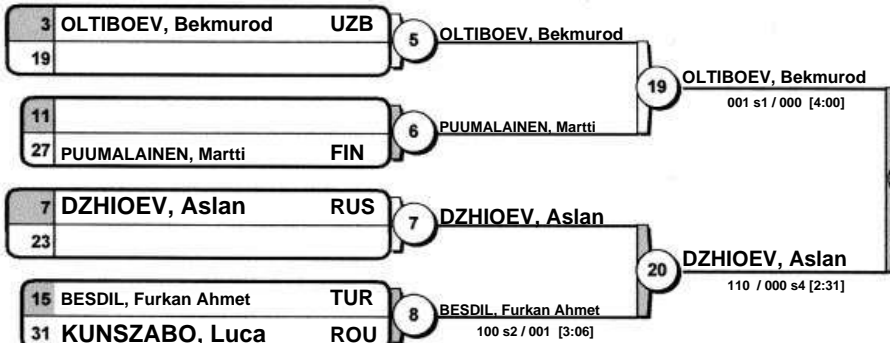 3 OLTIBOEV, Bekmurod UZB
19
5
OLTIBOEV, Bekmurod
11
27 PUUMALAINEN, Martti FIN
6
PUUMALAINEN, Martti
19
OLTIBOEV, Bekmurod
001 s1 / 000 [4:00]
7 DZHIOEV, Aslan RUS
23
7
DZHIOEV, Aslan
15 BESDIL, Furkan Ahmet TUR
31 KUNSZABO, Luca ROU
8
BESDIL, Furkan Ahmet
100 s2 / 001 [3:06]
20
DZHIOEV, Aslan
110 / 000 s4 [2:31]